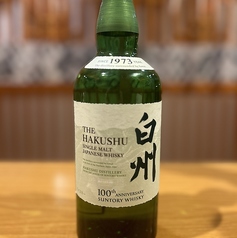 1973
THE
HAKUSHU
SINGLE MALT
JAPANESE WHISKY
白州
100th ANNIVERSARY
SUNTORY WHISKY